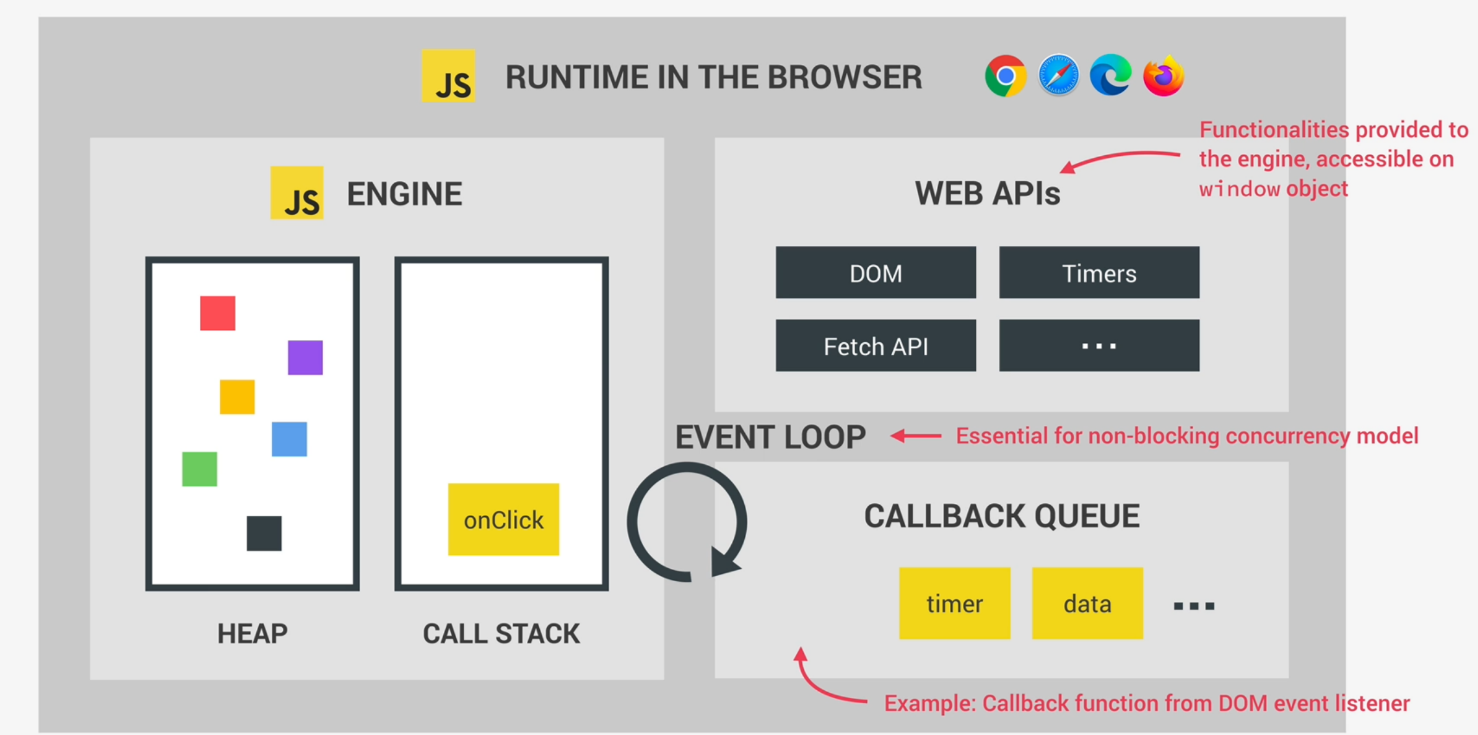 JS RUNTIME IN THE BROWSER
Functionalities provided to
the engine, accessible on
window object
JS ENGINE
WEB APIs
DOM
Timers
Fetch API
...
onClick
HEAP
CALL STACK
EVENT LOOP
Essential for non-blocking concurrency model
CALLBACK QUEUE
timer
data
...
Example: Callback function from DOM event listener